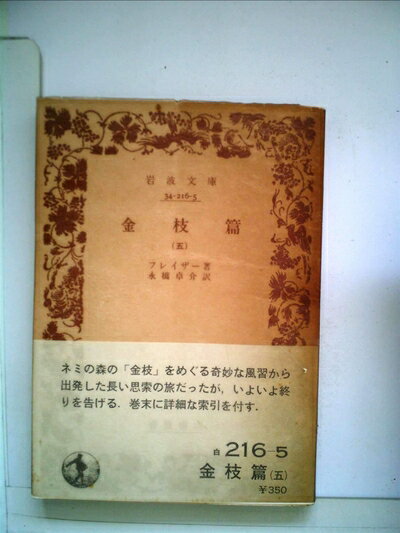 岩波文庫
34-216-5
金枝篇
(五)
フレイザー著
永橋卓介訳
ネミの森の「金枝」をめぐる奇妙な風習から
出発した長い思索の旅だったが，いよいよ終
りを告げる．巻末に詳細な索引を付す．
白 216-5
金枝篇(五)
￥350